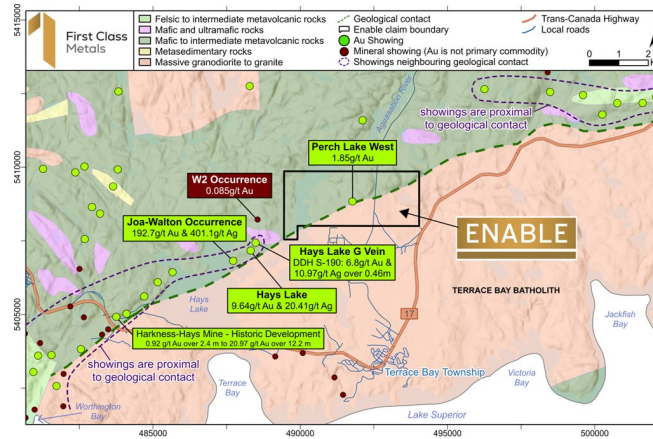 First Class
Metals
Felsic to intermediate metavolcanic rocks
Mafic and ultramafic rocks
Mafic to intermediate metavolcanic rocks
Metasedimentary rocks
Massive granodiorite to granite
Geological contact
Enable claim boundary
Au Showing
Mineral showing (Au is not primary commodity)
Showings neighbouring geological contact
Trans-Canada Highway
Local roads
0 1 2
5415000
5410000
5405000
Aguasabon River
showings are proximal
to geological contact
Perch Lake West
1.85g/t Au
W2 Occurrence
0.085g/t Au
Joa-Walton Occurrence
192.7g/t Au & 401.1g/t Ag
ENABLE
Hays Lake G Vein
DDH S-190: 6.8g/t Au &
10.97g/t Ag over 0.46m
Hays Lake
9.64g/t Au & 20.41g/t Ag
Hays
Lake
TERRACE BAY BATHOLITH
17
Harkness-Hays Mine - Historic Development
0.92 g/t Au over 2.4 m to 20.97 g/t Au over 12.2 m
showings are proximal
to geological contact
Jackfish
Bay
Terrace Bay Township
Terrace
Bay
Victoria
Bay
Worthington
Bay
Lake Superior
485000
490000
495000
500000